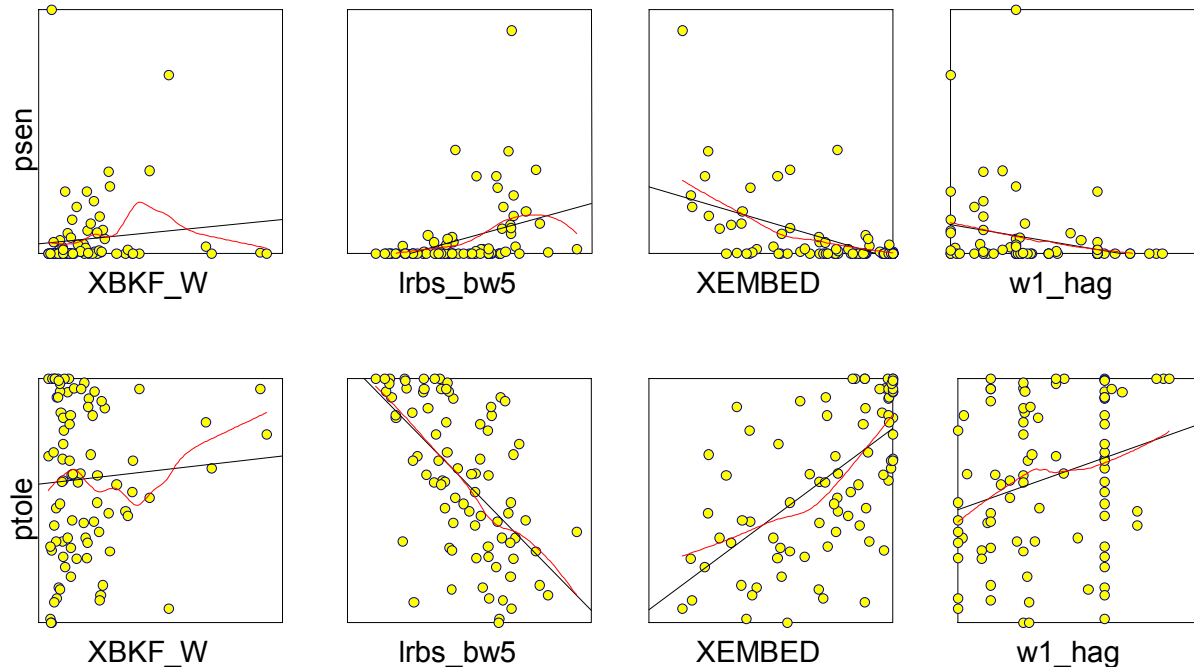 psen
XBKF_W
lrbs_bw5
XEMBED
w1_hag
ptole
XBKF_W
lrbs_bw5
XEMBED
w1_hag